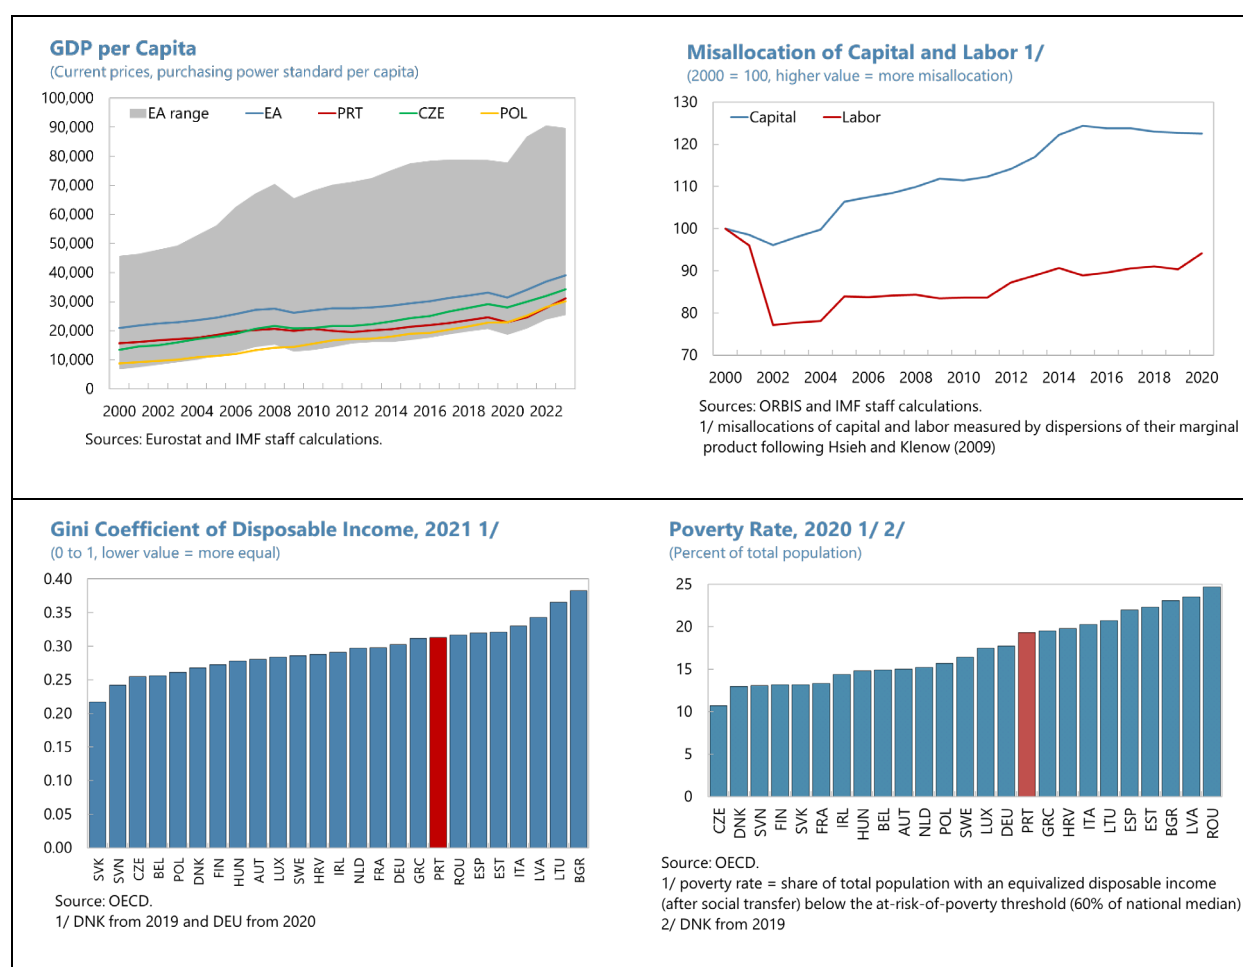 GDP per Capita
(Current prices, purchasing power standard per capita)
100,000
90,000
80,000
70,000
60,000
50,000
40,000
30,000
20,000
10,000
0
EA range EA PRT CZE POL
2000 2002 2004 2006 2008 2010 2012 2014 2016 2018 2020 2022
Sources: Eurostat and IMF staff calculations.
Misallocation of Capital and Labor 1/
(2000 = 100, higher value = more misallocation)
130
120
110
100
90
80
70
Capital Labor
2000 2002 2004 2006 2008 2010 2012 2014 2016 2018 2020
Sources: ORBIS and IMF staff calculations.
1/ misallocations of capital and labor measured by dispersions of their marginal
product following Hsieh and Klenow (2009)
Gini Coefficient of Disposable Income, 2021 1/
(0 to 1, lower value = more equal)
0.40
0.35
0.30
0.25
0.20
0.15
0.10
0.05
0.00
SVK SVN CZE BEL POL DNK FIN HUN AUT LUX SWE HRV IRL NLD FRA DEU GRC PRT ROU ESP EST ITA LVA LTU BGR
Source: OECD.
1/ DNK from 2019 and DEU from 2020
Poverty Rate, 2020 1/ 2/
(Percent of total population)
25
20
15
10
5
0
CZE DNK SVN FIN SVK FRA IRL HUN BEL AUT NLD POL SWE LUX DEU PRT GRC HRV ITA LTU ESP EST BGR LVA ROU
Source: OECD.
1/ poverty rate = share of total population with an equivalized disposable income
(after social transfer) below the at-risk-of-poverty threshold (60% of national median)
2/ DNK from 2019